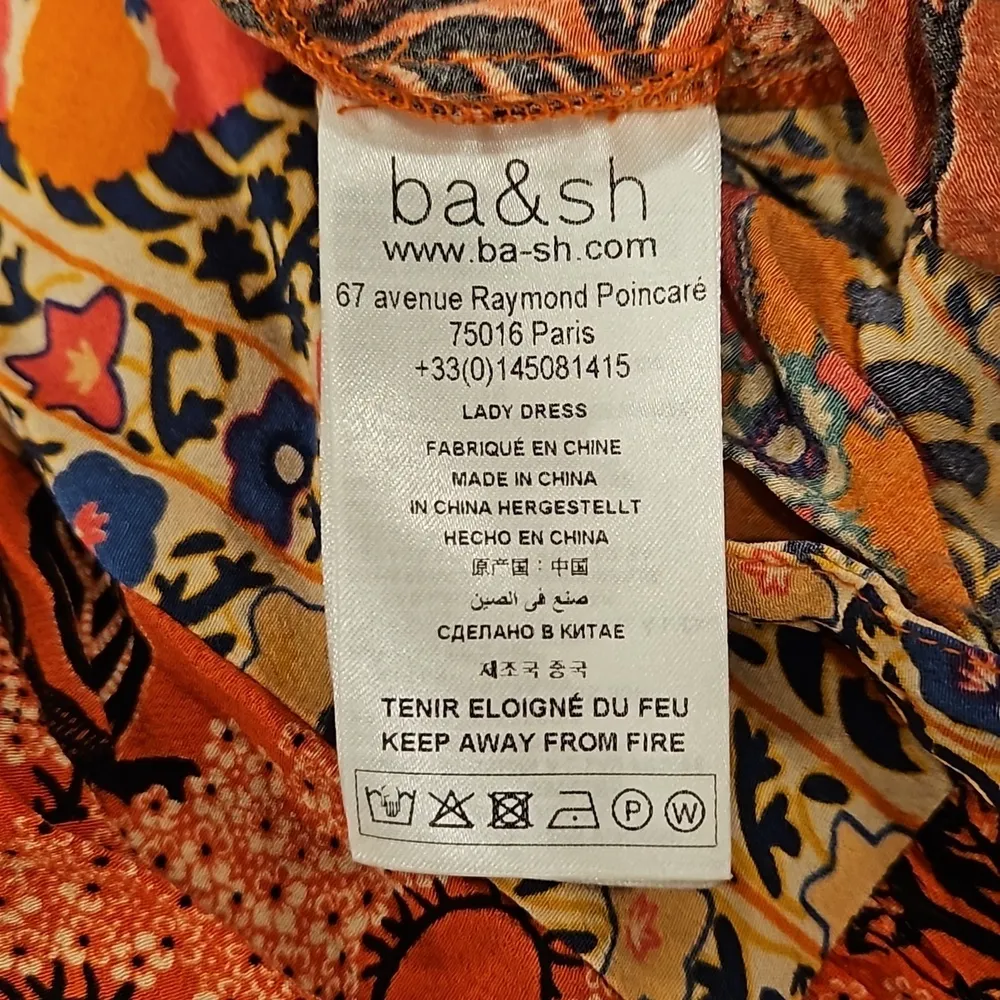 ba&sh
www.ba-sh.com
67 avenue Raymond Poincaré
75016 Paris
+33(0)145081415
LADY DRESS
FABRIQUÉ EN CHINE
MADE IN CHINA
IN CHINA HERGESTELLT
HECHO EN CHINA
原产国：中国
صنع في الصين
СДЕЛАНО В КИТАЕ
제조국 중국
TENIR ELOIGNÉ DU FEU
KEEP AWAY FROM FIRE
P W